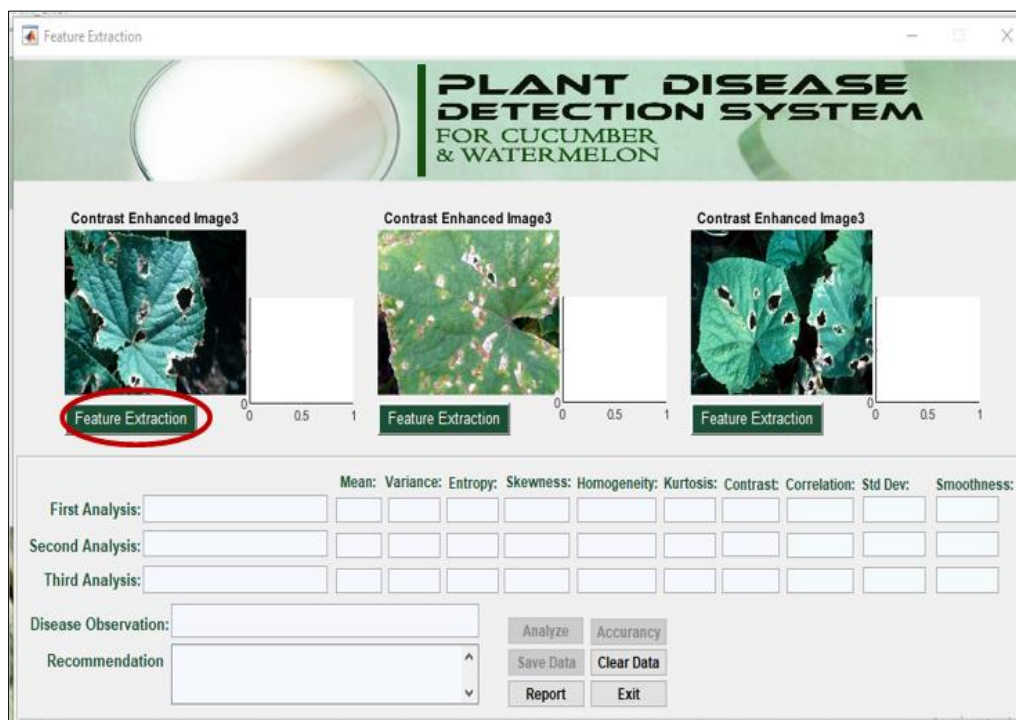 Feature Extraction
PLANT DISEASE
DETECTION SYSTEM
FOR CUCUMBER
& WATERMELON
Contrast Enhanced Image3 Contrast Enhanced Image3 Contrast Enhanced Image3
0 0 0
0 0.5 1 0 0.5 1 0 0.5 1
Feature Extraction Feature Extraction Feature Extraction
Mean: Variance: Entropy: Skewness: Homogeneity: Kurtosis: Contrast: Correlation: Std Dev: Smoothness:
First Analysis:
Second Analysis:
Third Analysis:
Disease Observation:
Recommendation
Analyze Accurancy
Save Data Clear Data
Report Exit